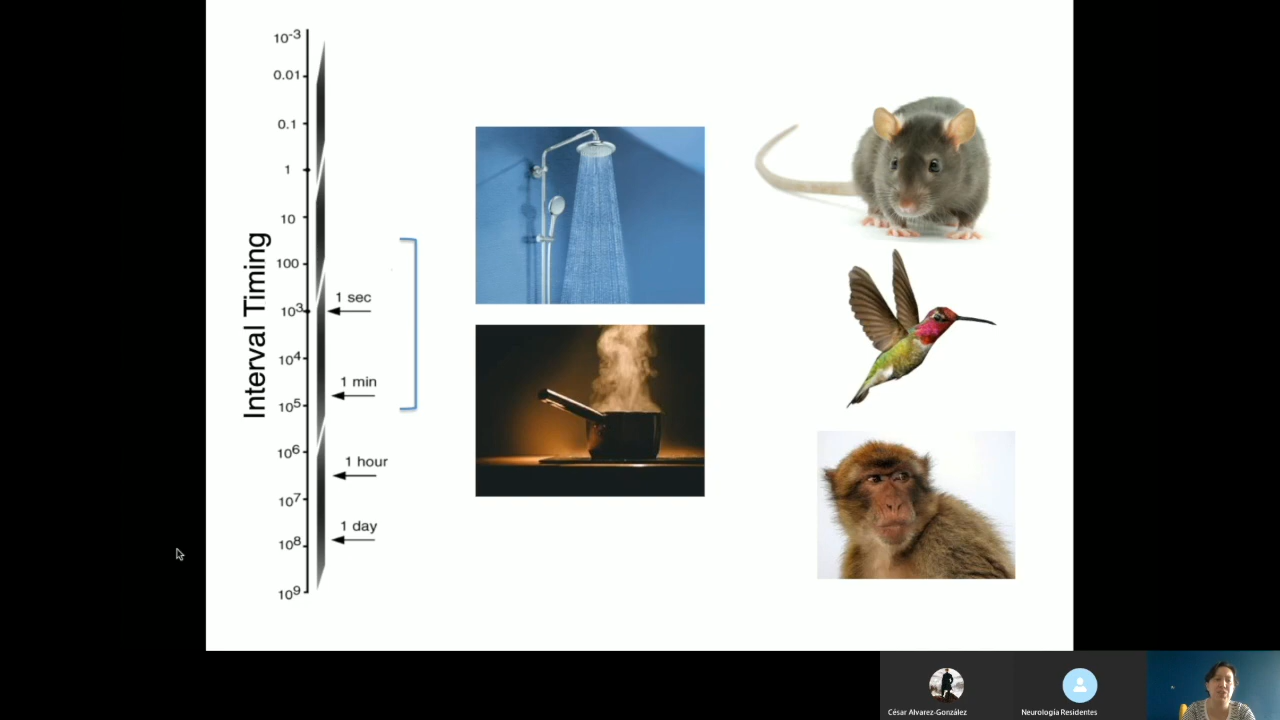 10-3
0.01
0.1
1
10
100
103
104
105
106
107
108
109
Interval Timing
1 sec
1 min
1 hour
1 day
César Alvarez-González
Neurología Residentes